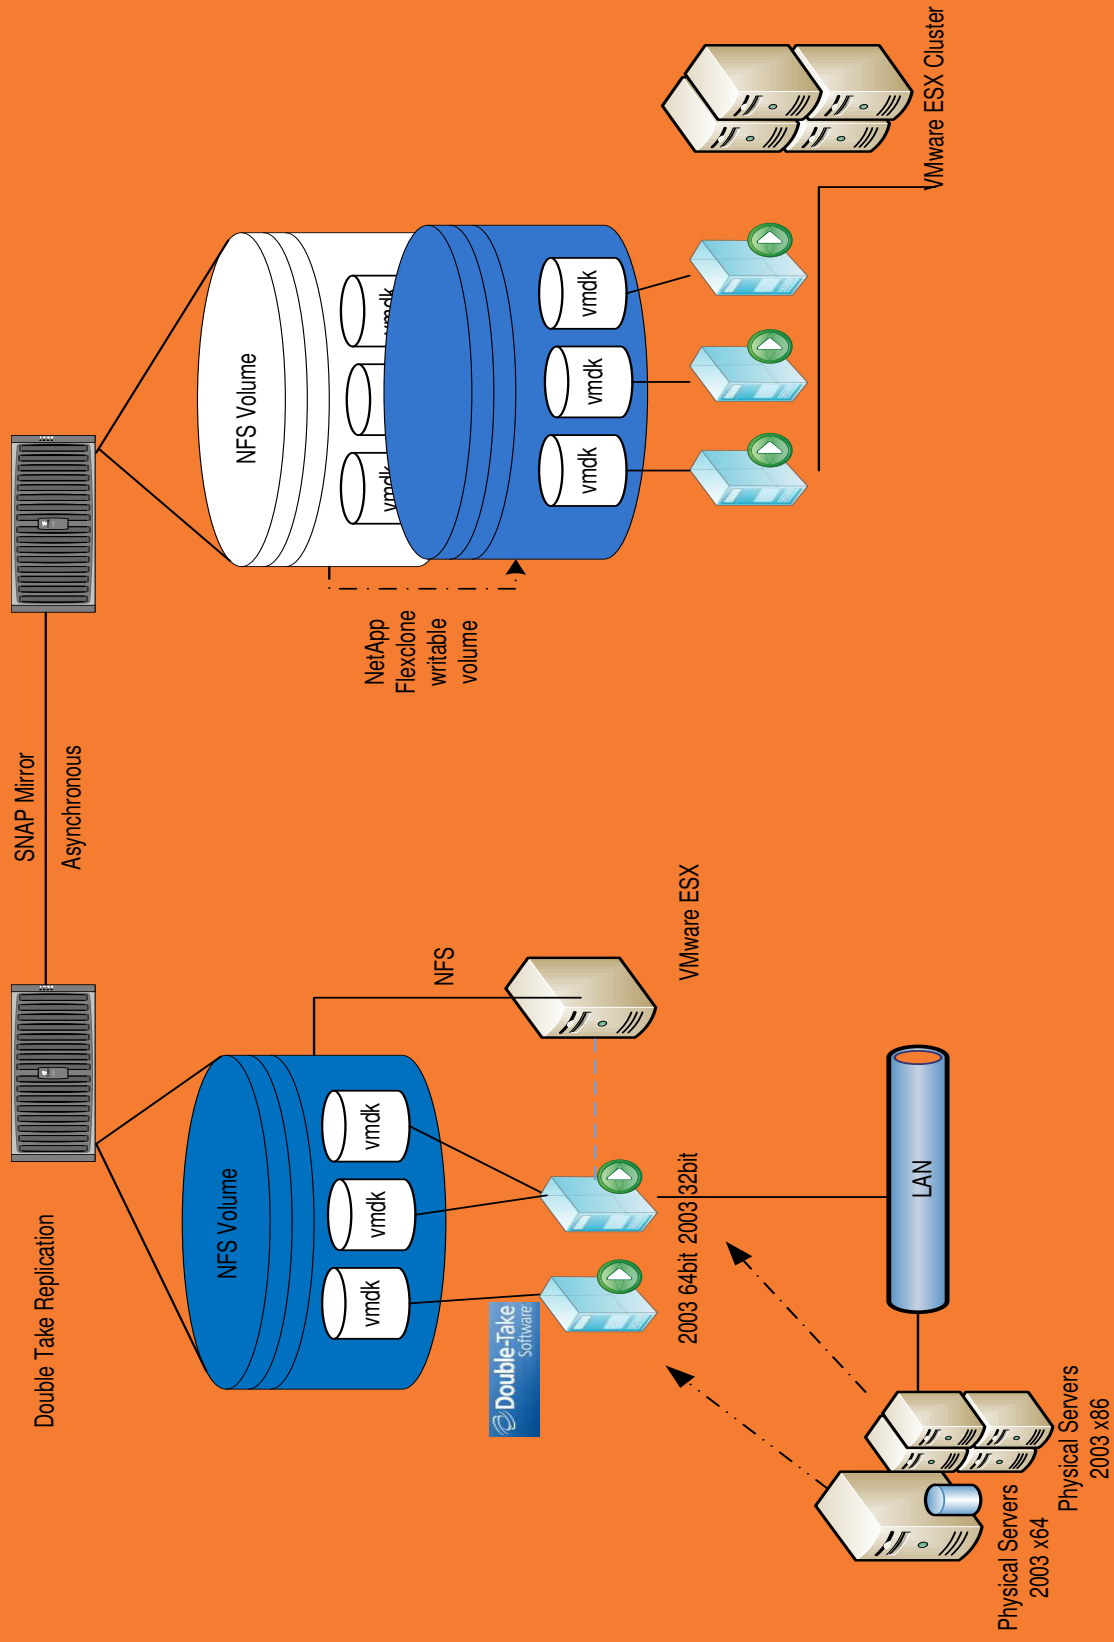 Double Take Replication
SNAP Mirror
Asynchronous
NFS Volume
vmdk
vmdk
vmdk
NFS
Double-Take
Software
VMware ESX
2003 64bit
2003 32bit
LAN
Physical Servers
2003 x64
Physical Servers
2003 x86
NFS Volume
vmdk
vmdk
NetApp
Flexclone
writable
volume
vmdk
vmdk
vmdk
VMware ESX Cluster